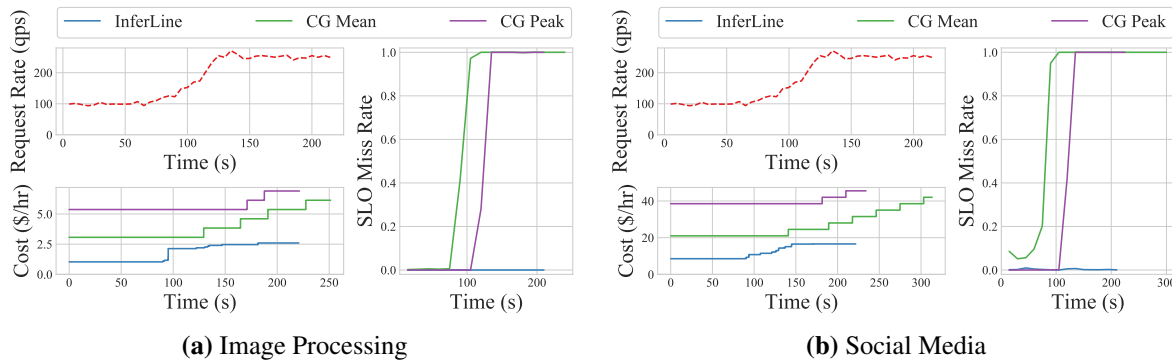 InferLine CG Mean CG Peak
Request Rate (qps)
200
100
0 50 100 150 200
Time (s)
Cost ($/hr)
5.0
2.5
0.0
0 50 100 150 200 250
Time (s)
SLO Miss Rate
1.0
0.8
0.6
0.4
0.2
0.0
100 200
Time (s)
(a) Image Processing
InferLine CG Mean CG Peak
Request Rate (qps)
200
100
0 50 100 150 200
Time (s)
Cost ($/hr)
40
20
0
0 50 100 150 200 250 300
Time (s)
SLO Miss Rate
1.0
0.8
0.6
0.4
0.2
0.0
0 100 200 300
Time (s)
(b) Social Media